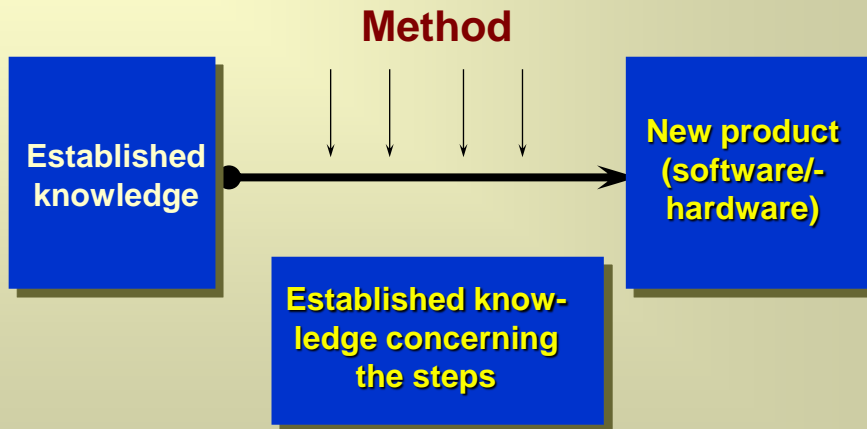 Method
Established
knowledge
New product
(software/-
hardware)
Established know-
ledge concerning
the steps